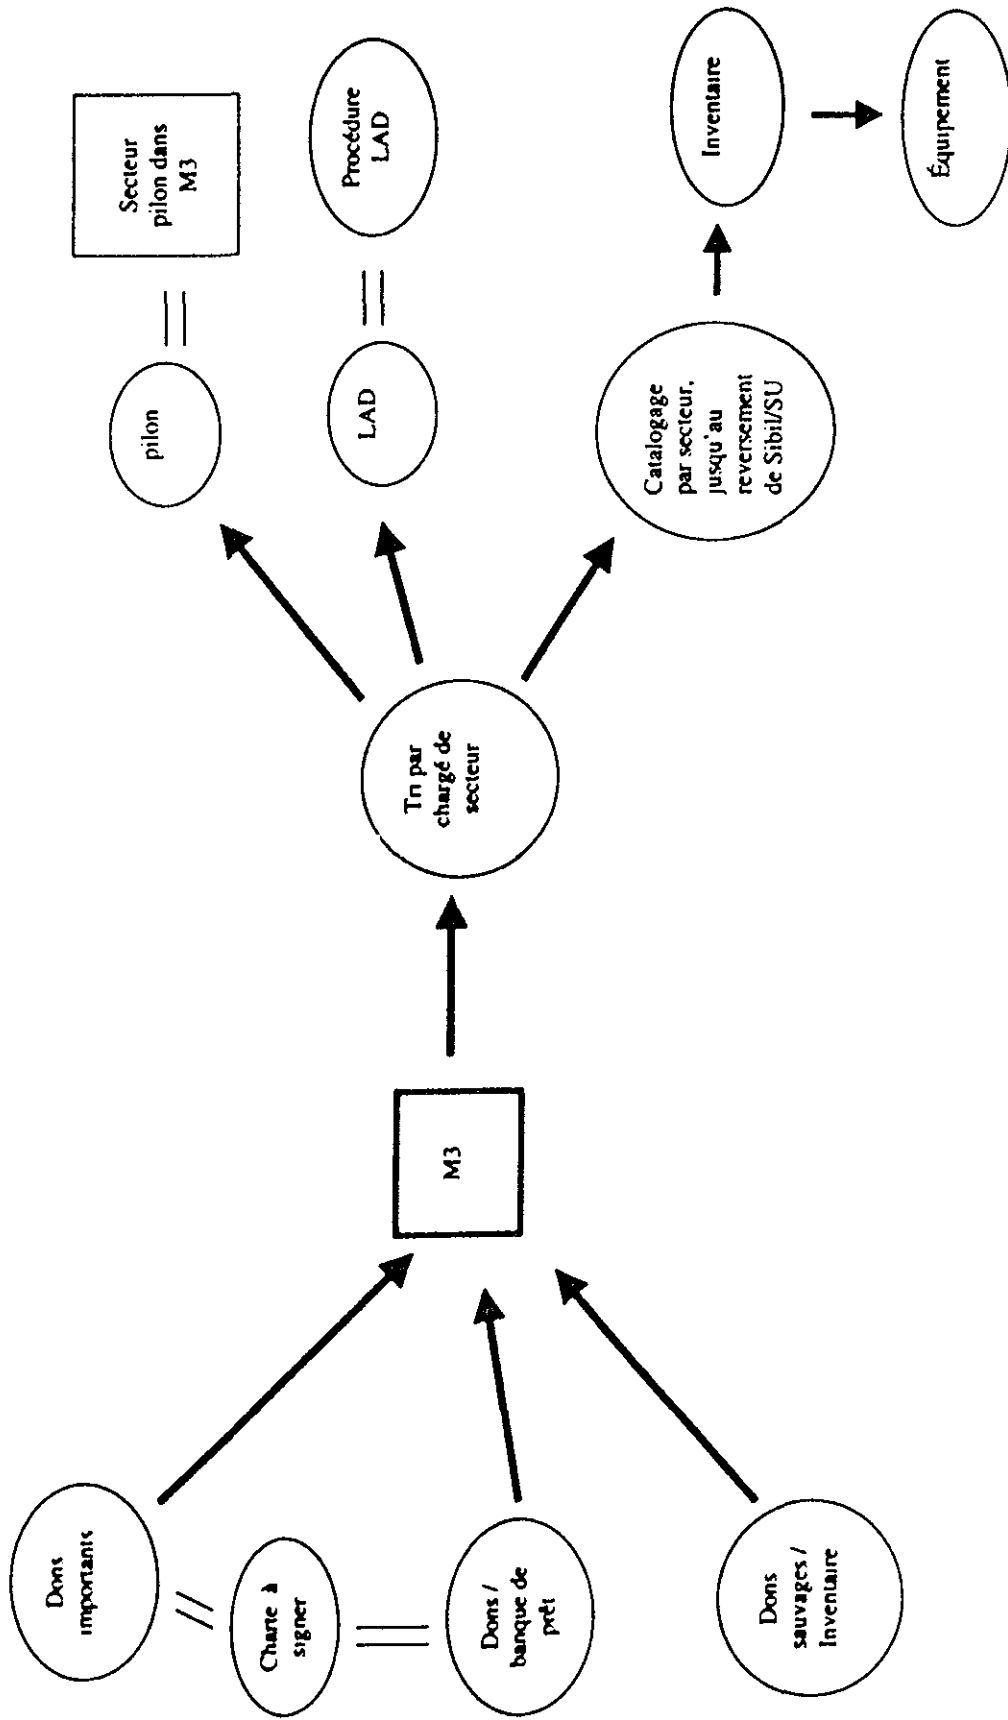 Dons
importants
Charte à
signer
Dons /
banque de
prêt
Dons
sauvages /
Inventaire
M3
Tri par
chargé de
secteur
pilon
Secteur
pilon dans
M3
LAD
Procédure
LAD
Catalogage
par secteur,
jusqu'au
reversement
de Sibil/SU
Inventaire
Équipement